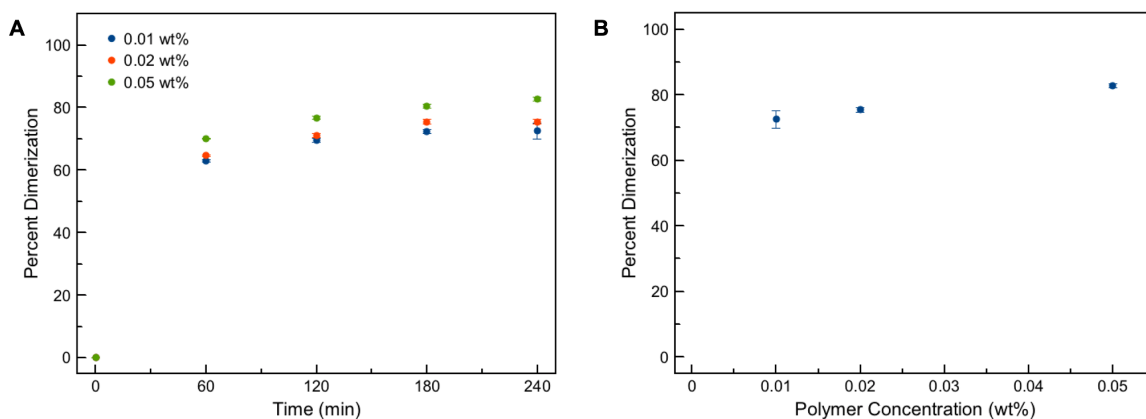 A
0.01 wt%
0.02 wt%
0.05 wt%
100
80
60
40
20
0
Percent Dimerization
0 60 120 180 240
Time (min)
B
100
80
60
40
20
0
Percent Dimerization
0 0.01 0.02 0.03 0.04 0.05
Polymer Concentration (wt%)